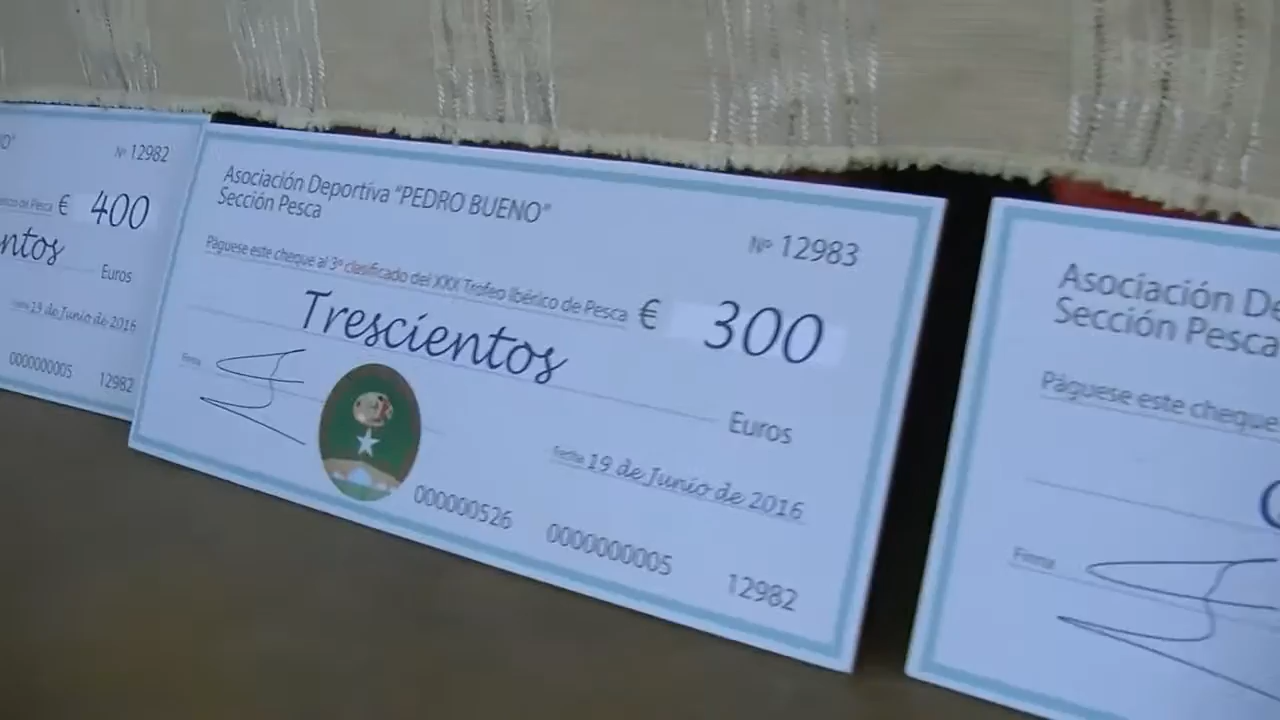 Nº 12982
€ 400
ntos
Euros
19 de Junio de 2016
0000000005 12982
Asociación Deportiva "PEDRO BUENO"
Sección Pesca
Nº 12983
Páguese este cheque al 3º clasificado del XXX Trofeo Ibérico de Pesca € 300
Trescientos
Euros
Firma
Fecha 19 de Junio de 2016
000000526 0000000005 12982
Asociación De
Sección Pesca
Páguese este cheque
Firma